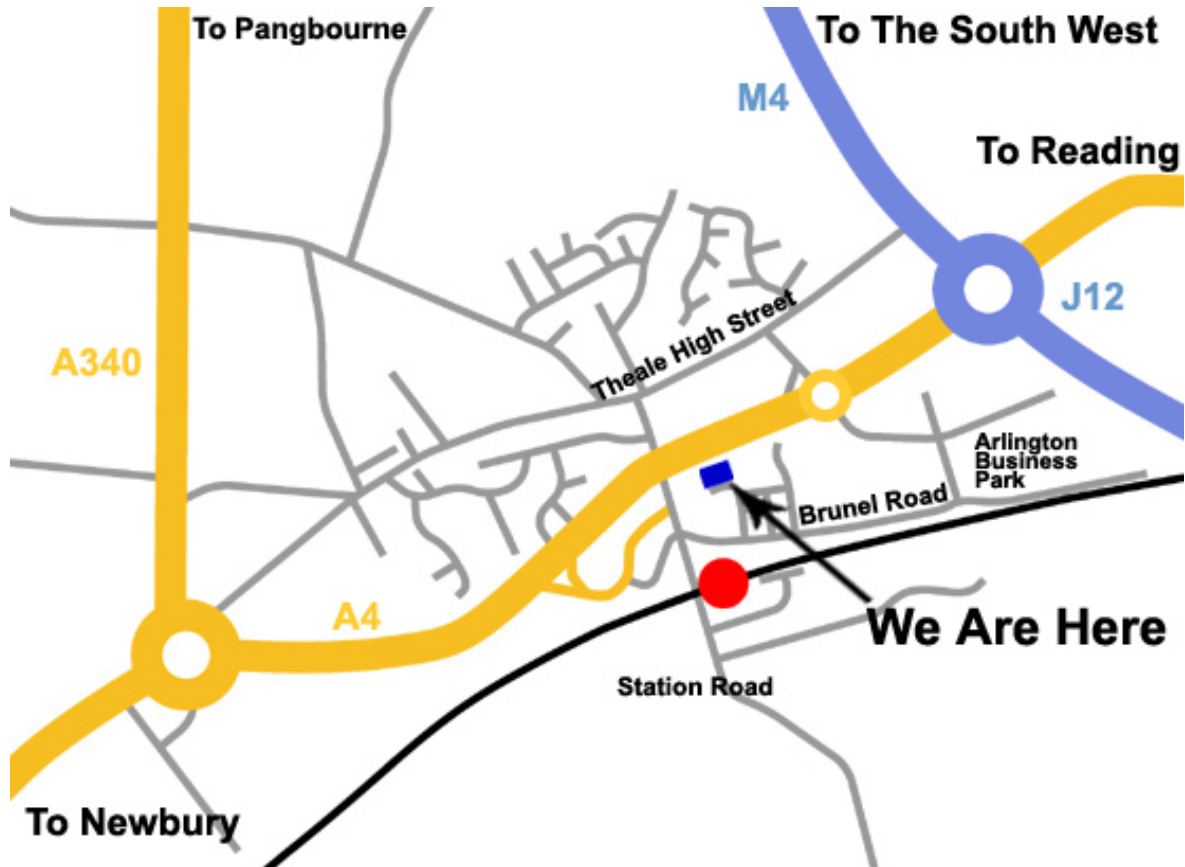 To Pangbourne
To The South West
M4
To Reading
J12
A340
Theale High Street
Arlington
Business
Park
Brunel Road
A4
We Are Here
Station Road
To Newbury